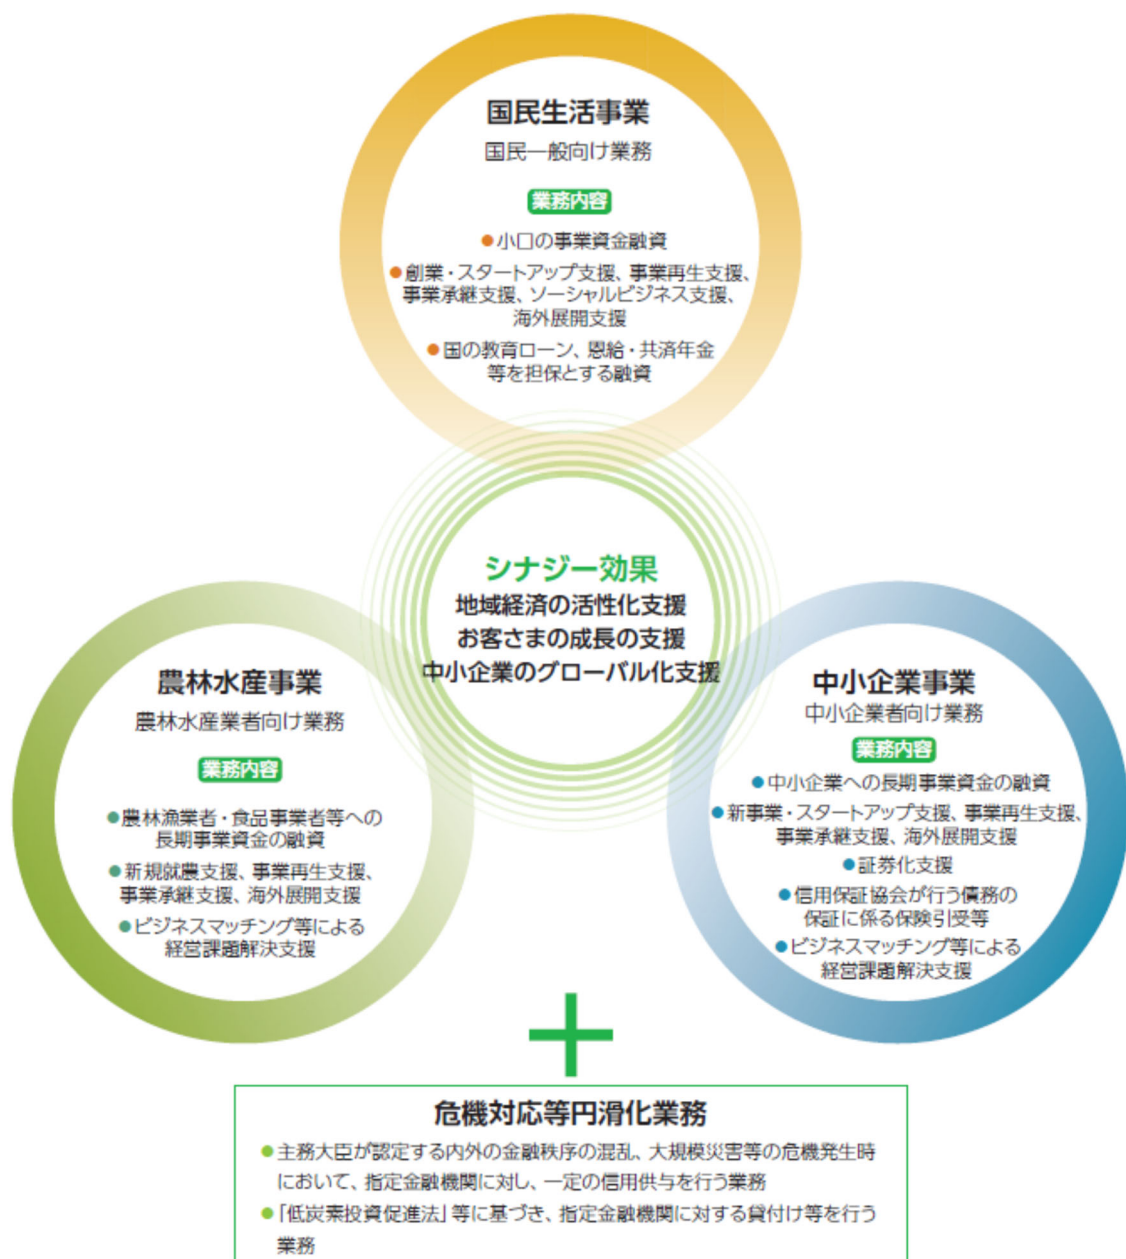 国民生活事業
国民一般向け業務
業務内容
●小口の事業資金融資
●創業・スタートアップ支援、事業再生支援、
事業承継支援、ソーシャルビジネス支援、
海外展開支援
●国の教育ローン、恩給・共済年金
等を担保とする融資
シナジー効果
地域経済の活性化支援
お客さまの成長の支援
中小企業のグローバル化支援
農林水産事業
農林水産業者向け業務
業務内容
●農林漁業者・食品事業者等への
長期事業資金の融資
●新規就農支援、事業再生支援、
事業承継支援、海外展開支援
●ビジネスマッチング等による
経営課題解決支援
中小企業事業
中小企業者向け業務
業務内容
●中小企業への長期事業資金の融資
●新事業・スタートアップ支援、事業再生支援、
事業承継支援、海外展開支援
●証券化支援
●信用保証協会が行う債務の
保証に係る保険引受等
●ビジネスマッチング等による
経営課題解決支援
+
危機対応等円滑化業務
●主務大臣が認定する内外の金融秩序の混乱、大規模災害等の危機発生時
において、指定金融機関に対し、一定の信用供与を行う業務
●「低炭素投資促進法」等に基づき、指定金融機関に対する貸付け等を行う
業務